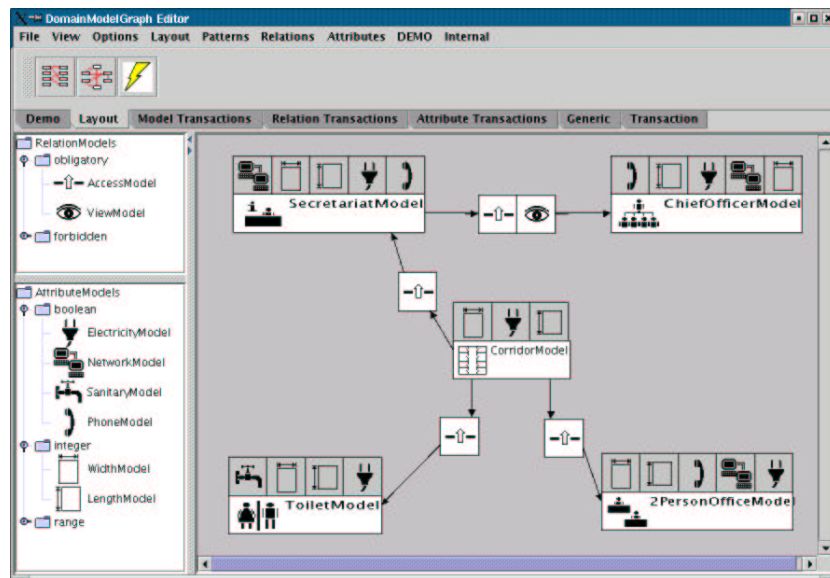 DomainModelGraph Editor
File View Options Layout Patterns Relations Attributes DEMO Internal
Demo Layout Model Transactions Relation Transactions Attribute Transactions Generic Transaction
RelationModels
obligatory
AccessModel
ViewModel
forbidden
AttributeModels
boolean
ElectricityModel
NetworkModel
SanitaryModel
PhoneModel
integer
WidthModel
LengthModel
range
SecretariatModel
ChiefOfficerModel
CorridorModel
ToiletModel
2PersonOfficeModel